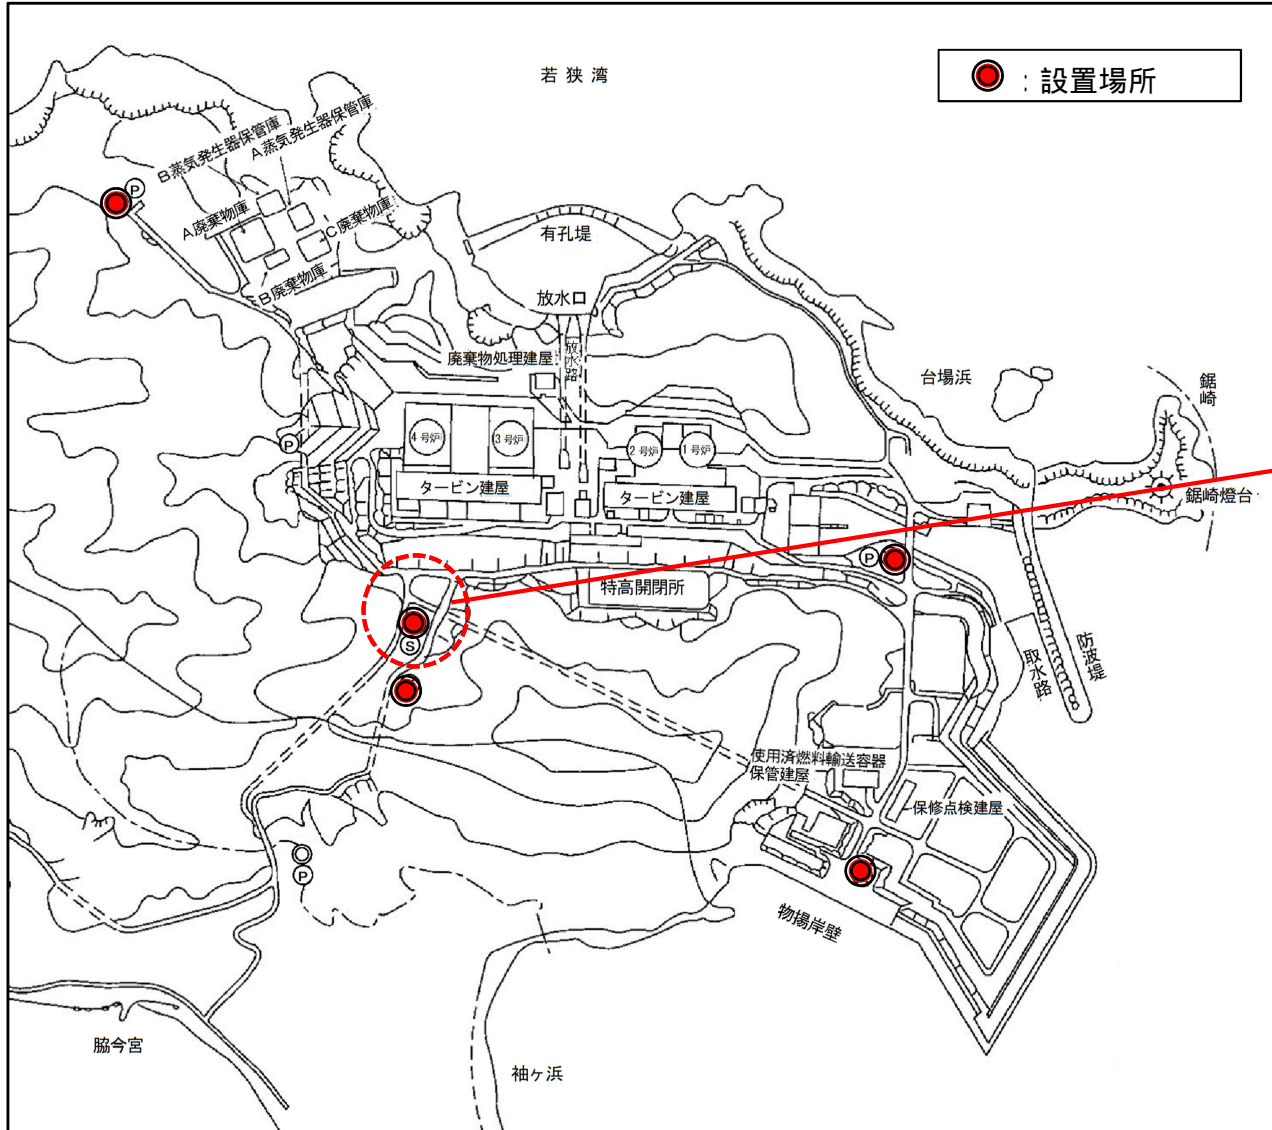 若狭湾
：設置場所
B蒸気発生器保管庫
A蒸気発生器保管庫
P
A廃棄物庫
C廃棄物庫
B廃棄物庫
有孔堤
放水口
放水路
廃棄物処理建屋
台場浜
鋸崎
4号炉
3号炉
2号炉
1号炉
P
タービン建屋
タービン建屋
鋸崎燈台
P
特高開閉所
S
防波堤
取水路
使用済燃料輸送容器
保管建屋
保修点検建屋
P
物揚岸壁
脇今宮
袖ヶ浜